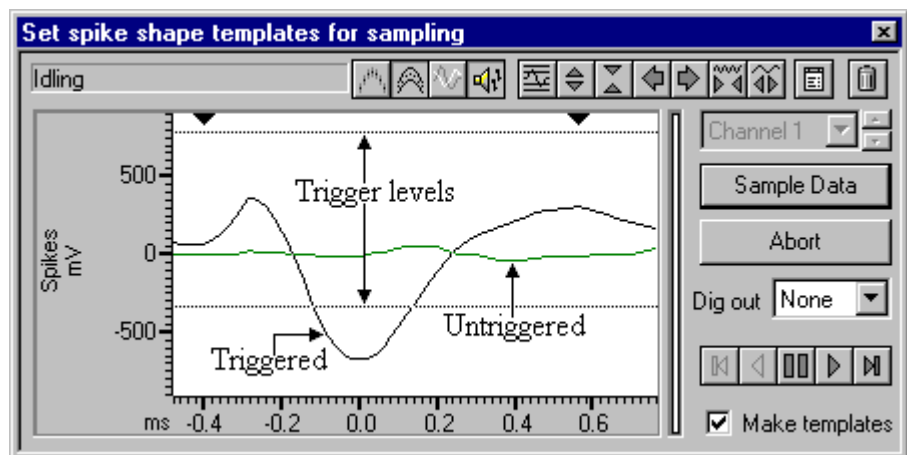 Set spike shape templates for sampling
Idling
Channel 1
Sample Data
Abort
Dig out None
Make templates
Spikes
mV
500
0
-500
Trigger levels
Triggered
Untriggered
ms -0.4 -0.2 0.0 0.2 0.4 0.6